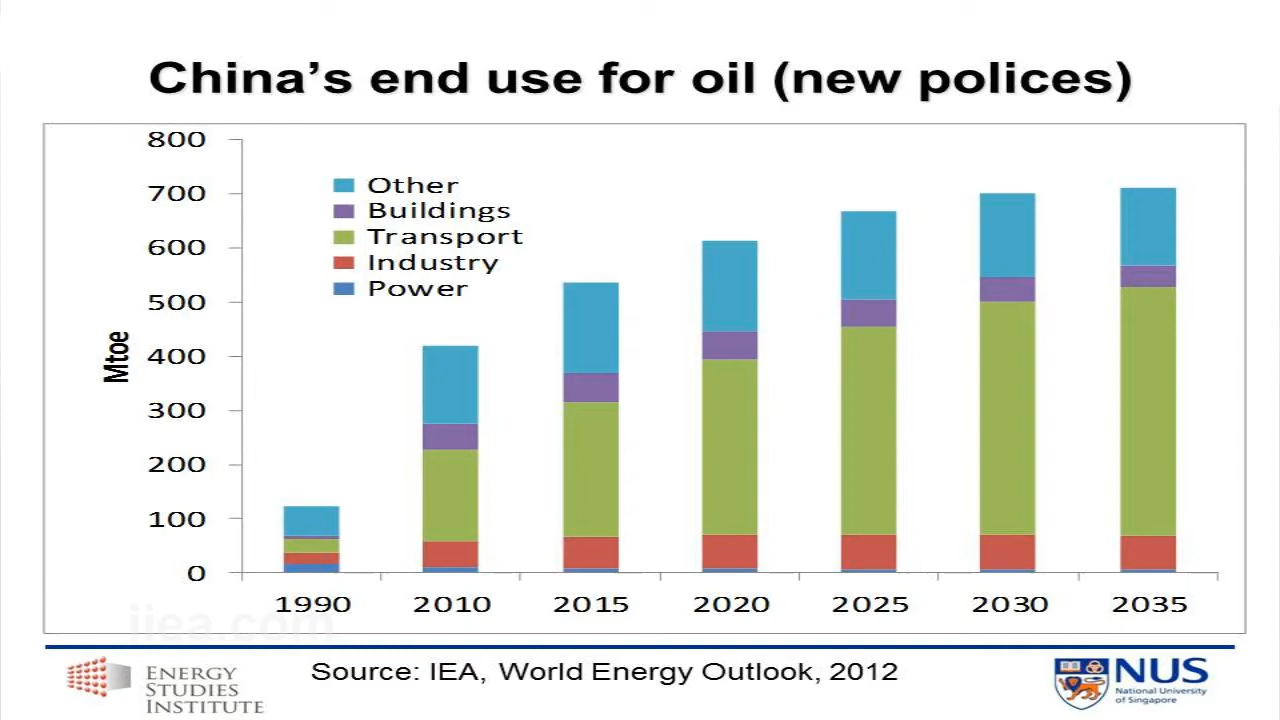 China's end use for oil (new polices)
800
700
600
500
400
300
200
100
0
Mtoe
Other
Buildings
Transport
Industry
Power
1990 2010 2015 2020 2025 2030 2035
iiea.com
Source: IEA, World Energy Outlook, 2012
ENERGY
STUDIES
INSTITUTE
NUS
National University
of Singapore